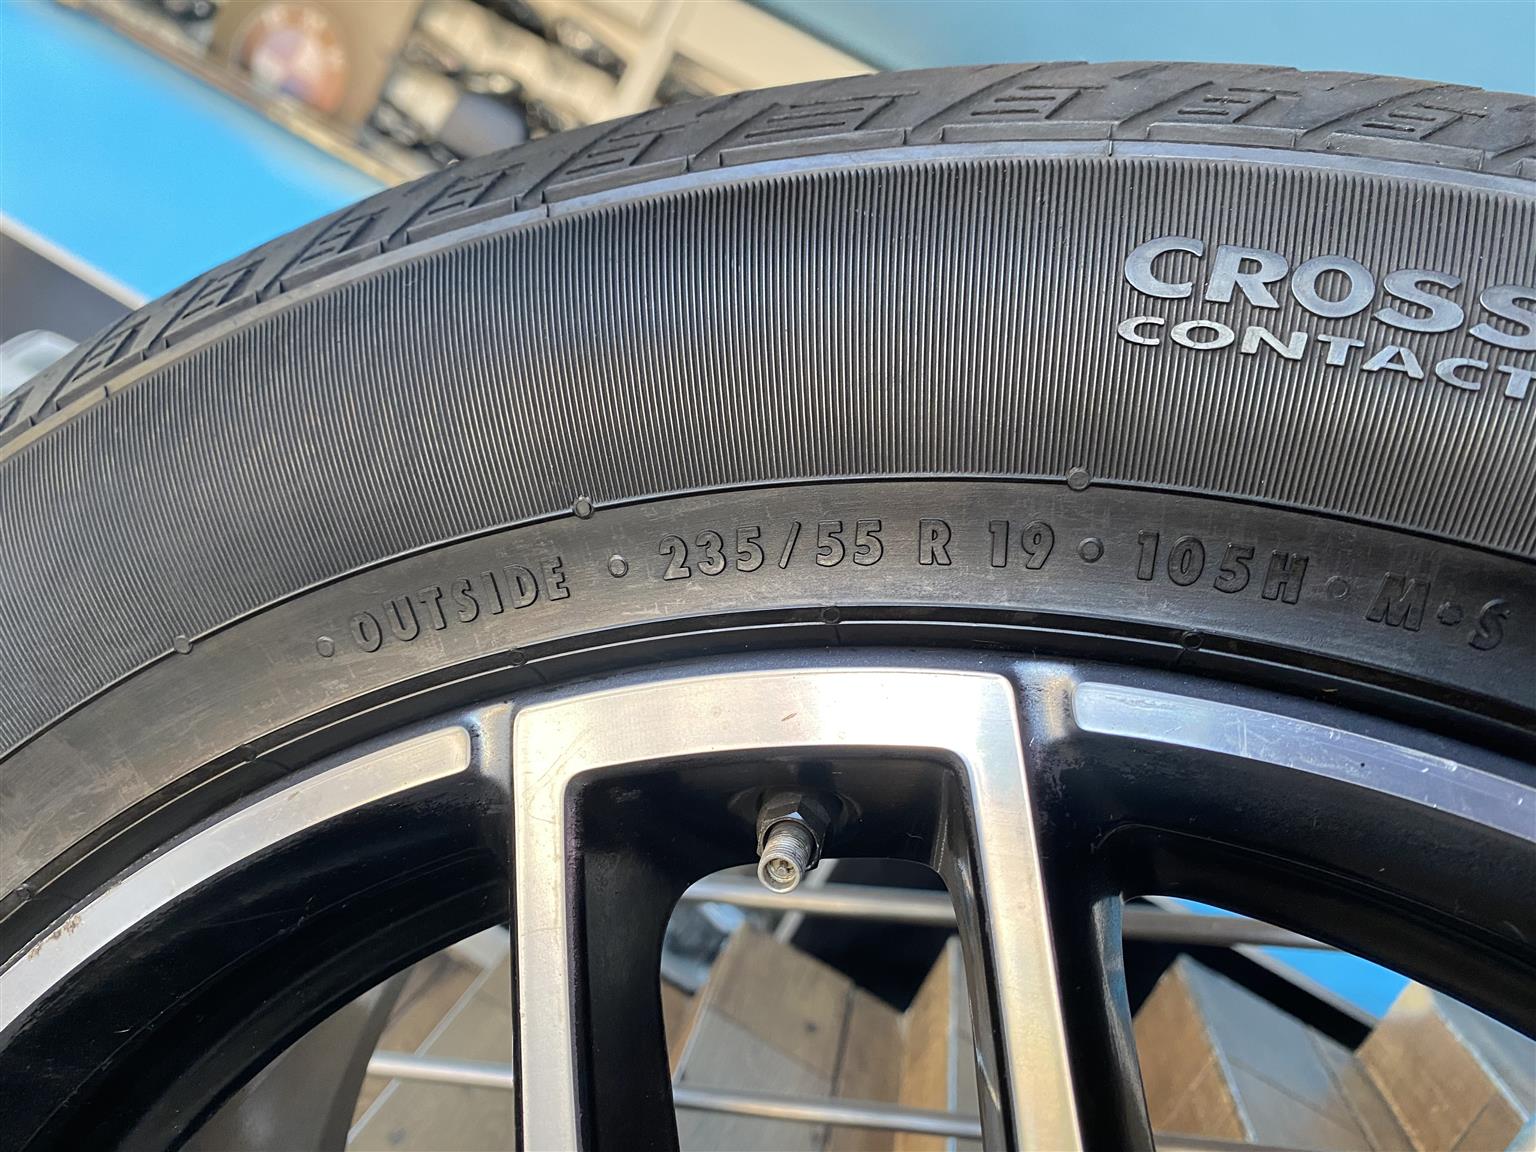 CROSS
CONTACT
OUTSIDE • 235/55 R 19 • 105H • M+S